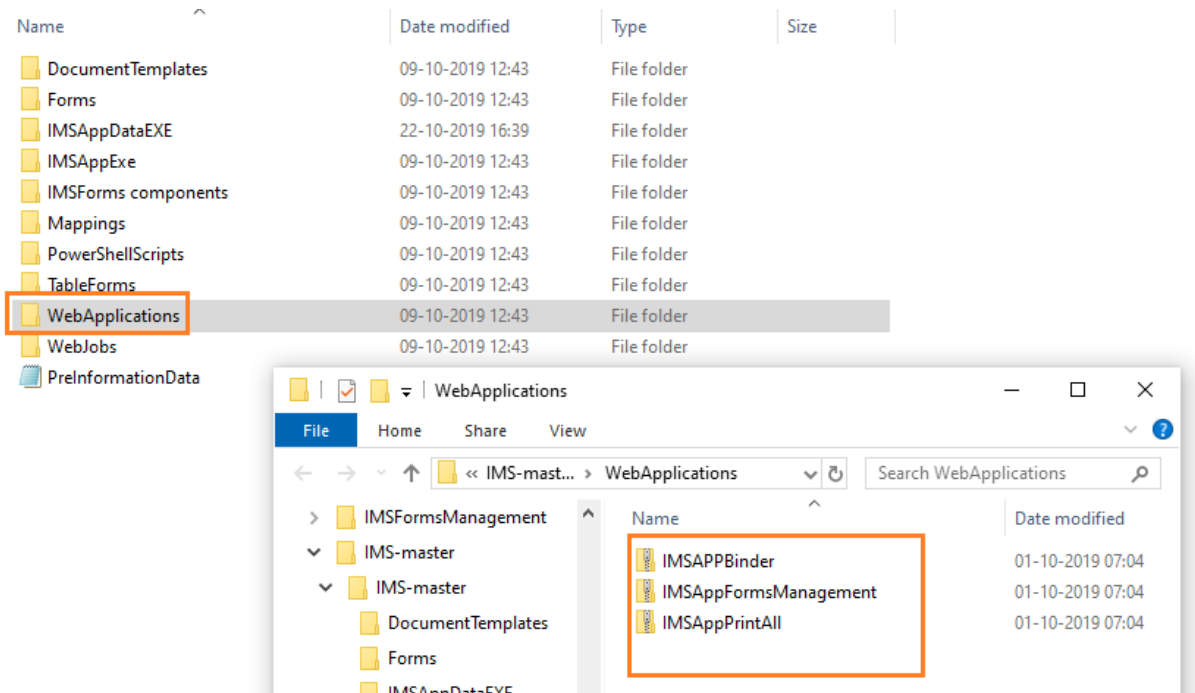 Name Date modified Type Size
DocumentTemplates 09-10-2019 12:43 File folder
Forms 09-10-2019 12:43 File folder
IMSAppDataEXE 22-10-2019 16:39 File folder
IMSAppExe 09-10-2019 12:43 File folder
IMSForms components 09-10-2019 12:43 File folder
Mappings 09-10-2019 12:43 File folder
PowerShellScripts 09-10-2019 12:43 File folder
TableForms 09-10-2019 12:43 File folder
WebApplications 09-10-2019 12:43 File folder
WebJobs 09-10-2019 12:43 File folder
PreInformationData
WebApplications
File Home Share View
« IMS-mast... › WebApplications Search WebApplications
IMSFormsManagement
IMS-master
IMS-master
DocumentTemplates
Forms
IMSAppDataEXE
Name Date modified
IMSAPPBinder 01-10-2019 07:04
IMSAppFormsManagement 01-10-2019 07:04
IMSAppPrintAll 01-10-2019 07:04